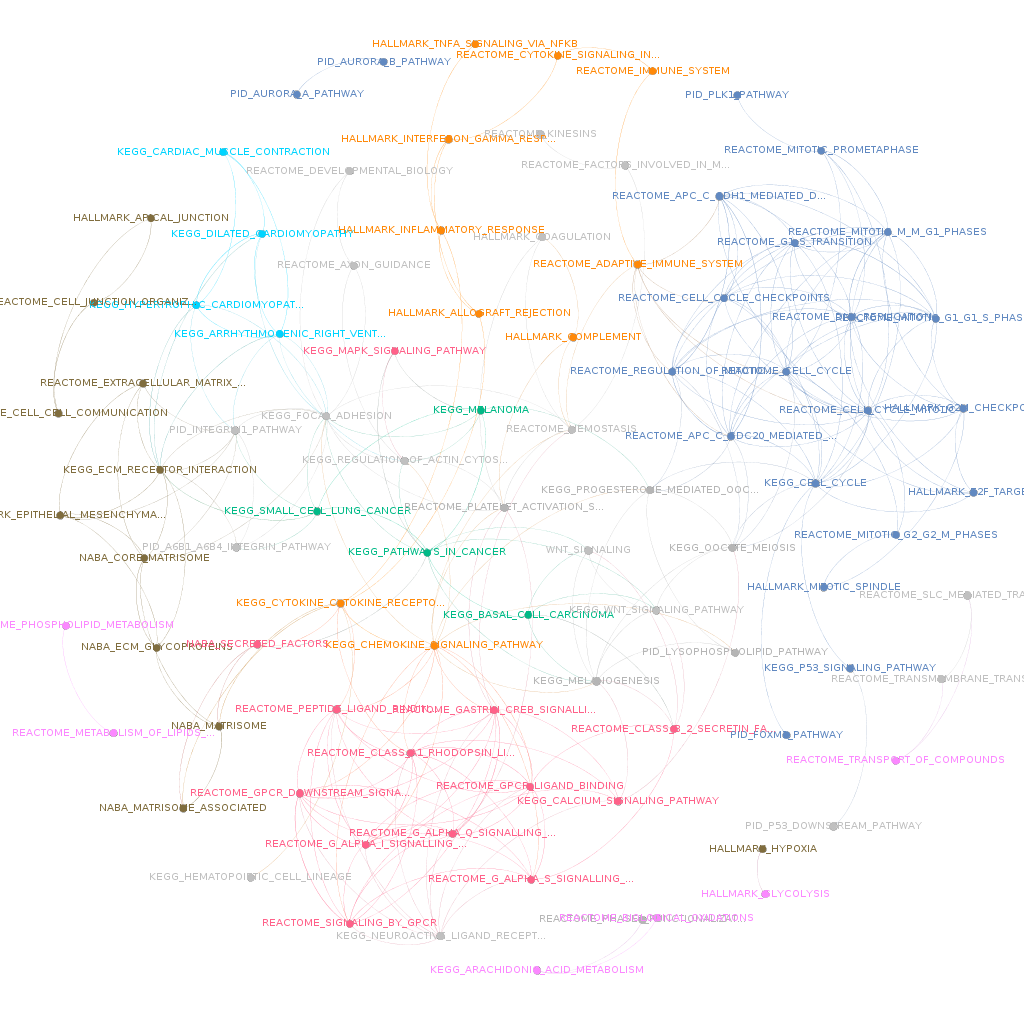 HALLMARK_TNFA_SIGNALING_VIA_NFKB
REACTOME_CYTOKINE_SIGNALING_IN...
PID_AURORA_B_PATHWAY
REACTOME_IMMUNE_SYSTEM
PID_AURORA_A_PATHWAY
PID_PLK1_PATHWAY
REACTOME_KINESINS
HALLMARK_INTERFERON_GAMMA_RESP...
KEGG_CARDIAC_MUSCLE_CONTRACTION
REACTOME_MITOTIC_PROMETAPHASE
REACTOME_FACTORS_INVOLVED_IN_M...
REACTOME_DEVELOPMENTAL_BIOLOGY
REACTOME_APC_C_CDH1_MEDIATED_D...
HALLMARK_APICAL_JUNCTION
KEGG_DILATED_CARDIOMYOPATHY
HALLMARK_INFLAMMATORY_RESPONSE
HALLMARK_COAGULATION
REACTOME_MITOTIC_M_M_G1_PHASES
REACTOME_G1_S_TRANSITION
REACTOME_AXON_GUIDANCE
REACTOME_ADAPTIVE_IMMUNE_SYSTEM
REACTOME_CELL_CYCLE_CHECKPOINTS
REACTOME_CELL_JUNCTION_ORGANIZ...
KEGG_HYPERTROPHIC_CARDIOMYOPAT...
HALLMARK_ALLOGRAFT_REJECTION
REACTOME_DNA_REPLICATION
REACTOME_MITOTIC_G1_G1_S_PHAS
KEGG_ARRHYTHMOGENIC_RIGHT_VENT...
HALLMARK_COMPLEMENT
KEGG_MAPK_SIGNALING_PATHWAY
REACTOME_REGULATION_OF_MITOTIC
REACTOME_CELL_CYCLE
REACTOME_EXTRACELLULAR_MATRIX_...
E_CELL_CELL_COMMUNICATION
KEGG_FOCAL_ADHESION
KEGG_MELANOMA
REACTOME_CELL_CYCLE_MITOTIC
HALLMARK_G2M_CHECKPO
PID_INTEGRIN1_PATHWAY
REACTOME_HEMOSTASIS
REACTOME_APC_C_CDC20_MEDIATED_...
KEGG_REGULATION_OF_ACTIN_CYTOS...
KEGG_ECM_RECEPTOR_INTERACTION
KEGG_CELL_CYCLE
KEGG_PROGESTERONE_MEDIATED_OOC...
HALLMARK_E2F_TARGE
REACTOME_PLATELET_ACTIVATION_S...
RK_EPITHELIAL_MESENCHYMA...
KEGG_SMALL_CELL_LUNG_CANCER
REACTOME_MITOTIC_G2_G2_M_PHASES
PID_A6B1_A6B4_INTEGRIN_PATHWAY
KEGG_PATHWAYS_IN_CANCER
WNT_SIGNALING
KEGG_OOCYTE_MEIOSIS
NABA_CORE_MATRISOME
HALLMARK_MITOTIC_SPINDLE
REACTOME_SLC_MEDIATED_TRA
KEGG_CYTOKINE_CYTOKINE_RECEPTO...
KEGG_BASAL_CELL_CARCINOMA
KEGG_WNT_SIGNALING_PATHWAY
ME_PHOSPHOLIPID_METABOLISM
NABA_ECM_GLYCOPROTEINS
NABA_SECRETED_FACTORS
KEGG_CHEMOKINE_SIGNALING_PATHWAY
PID_LYSOPHOSPHOLIPID_PATHWAY
KEGG_P53_SIGNALING_PATHWAY
REACTOME_TRANSMEMBRANE_TRANS
KEGG_MELANOGENESIS
REACTOME_PEPTIDE_LIGAND_BINDIN...
REACTOME_GASTRIN_CREB_SIGNALLI...
NABA_MATRISOME
REACTOME_METABOLISM_OF_LIPIDS_...
REACTOME_CLASS_B_2_SECRETIN_FA...
PID_FOXM1_PATHWAY
REACTOME_CLASS_A1_RHODOPSIN_LI...
REACTOME_TRANSPORT_OF_COMPOUNDS
REACTOME_GPCR_LIGAND_BINDING
REACTOME_GPCR_DOWNSTREAM_SIGNA...
KEGG_CALCIUM_SIGNALING_PATHWAY
NABA_MATRISOME_ASSOCIATED
PID_P53_DOWNSTREAM_PATHWAY
REACTOME_G_ALPHA_Q_SIGNALLING_...
REACTOME_G_ALPHA_I_SIGNALLING_...
HALLMARK_HYPOXIA
KEGG_HEMATOPOIETIC_CELL_LINEAGE
REACTOME_G_ALPHA_S_SIGNALLING_...
HALLMARK_GLYCOLYSIS
REACTOME_SIGNALING_BY_GPCR
REACTOME_BIOLOGICAL_OXIDATIONS
KEGG_NEUROACTIVE_LIGAND_RECEPT...
KEGG_ARACHIDONIC_ACID_METABOLISM